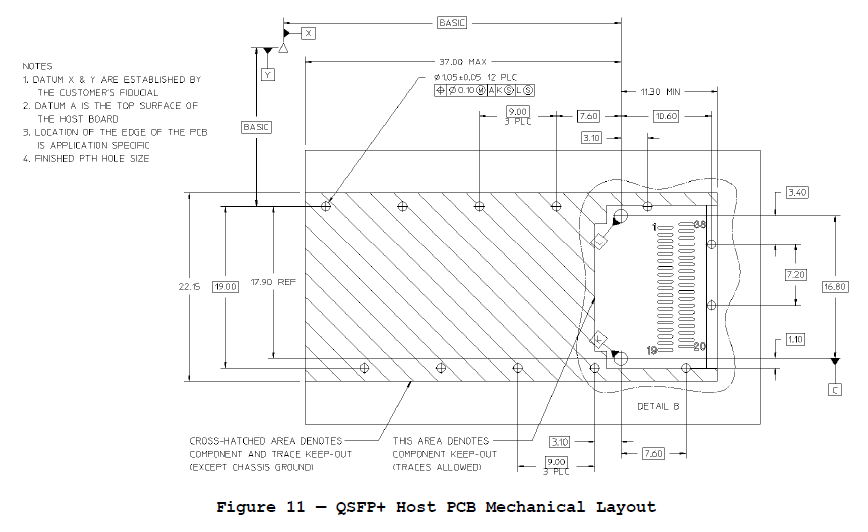 BASIC
X
Y
NOTES
1. DATUM X & Y ARE ESTABLISHED BY
THE CUSTOMER'S FIDUCIAL
2. DATUM A IS THE TOP SURFACE OF
THE HOST BOARD
3. LOCATION OF THE EDGE OF THE PCB
IS APPLICATION SPECIFIC
4. FINISHED PTH HOLE SIZE
37.00 MAX
⌀1.05±0.05 12 PLC
⌖ ⌀0.10 Ⓜ A K Ⓢ L Ⓢ
11.30 MIN
BASIC
9.00
3 PLC
7.60
10.60
3.10
3.40
1
38
L
22.15
19.00
17.90 REF
7.20
16.80
K
19
20
1.10
C
DETAIL B
CROSS-HATCHED AREA DENOTES
COMPONENT AND TRACE KEEP-OUT
(EXCEPT CHASSIS GROUND)
THIS AREA DENOTES
COMPONENT KEEP-OUT
(TRACES ALLOWED)
3.10
7.60
9.00
3 PLC
Figure 11 — QSFP+ Host PCB Mechanical Layout